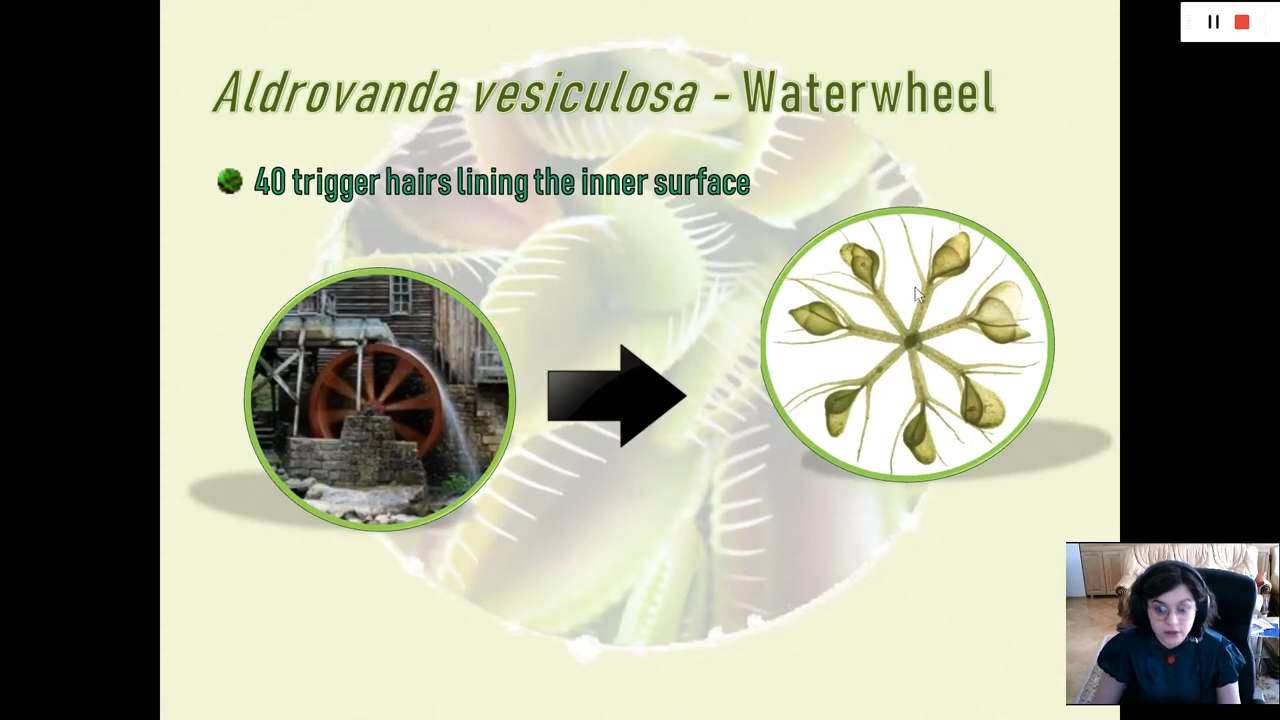 Aldrovanda vesiculosa - Waterwheel
40 trigger hairs lining the inner surface